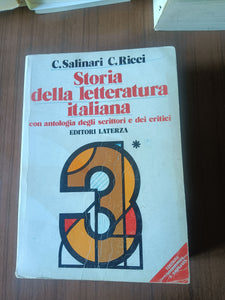 C. Salinari C. Ricci
Storia
della letteratura
italiana
con antologia degli scrittori e dei critici
EDITORI LATERZA
3*